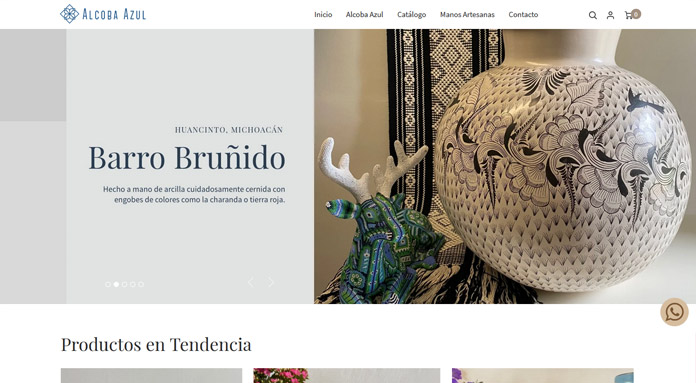 ALCOBA AZUL
Inicio Alcoba Azul Catálogo Manos Artesanas Contacto
0
HUANCINTO, MICHOACÁN
Barro Bruñido
Hecho a mano de arcilla cuidadosamente cernida con
engobes de colores como la charanda o tierra roja.
Productos en Tendencia